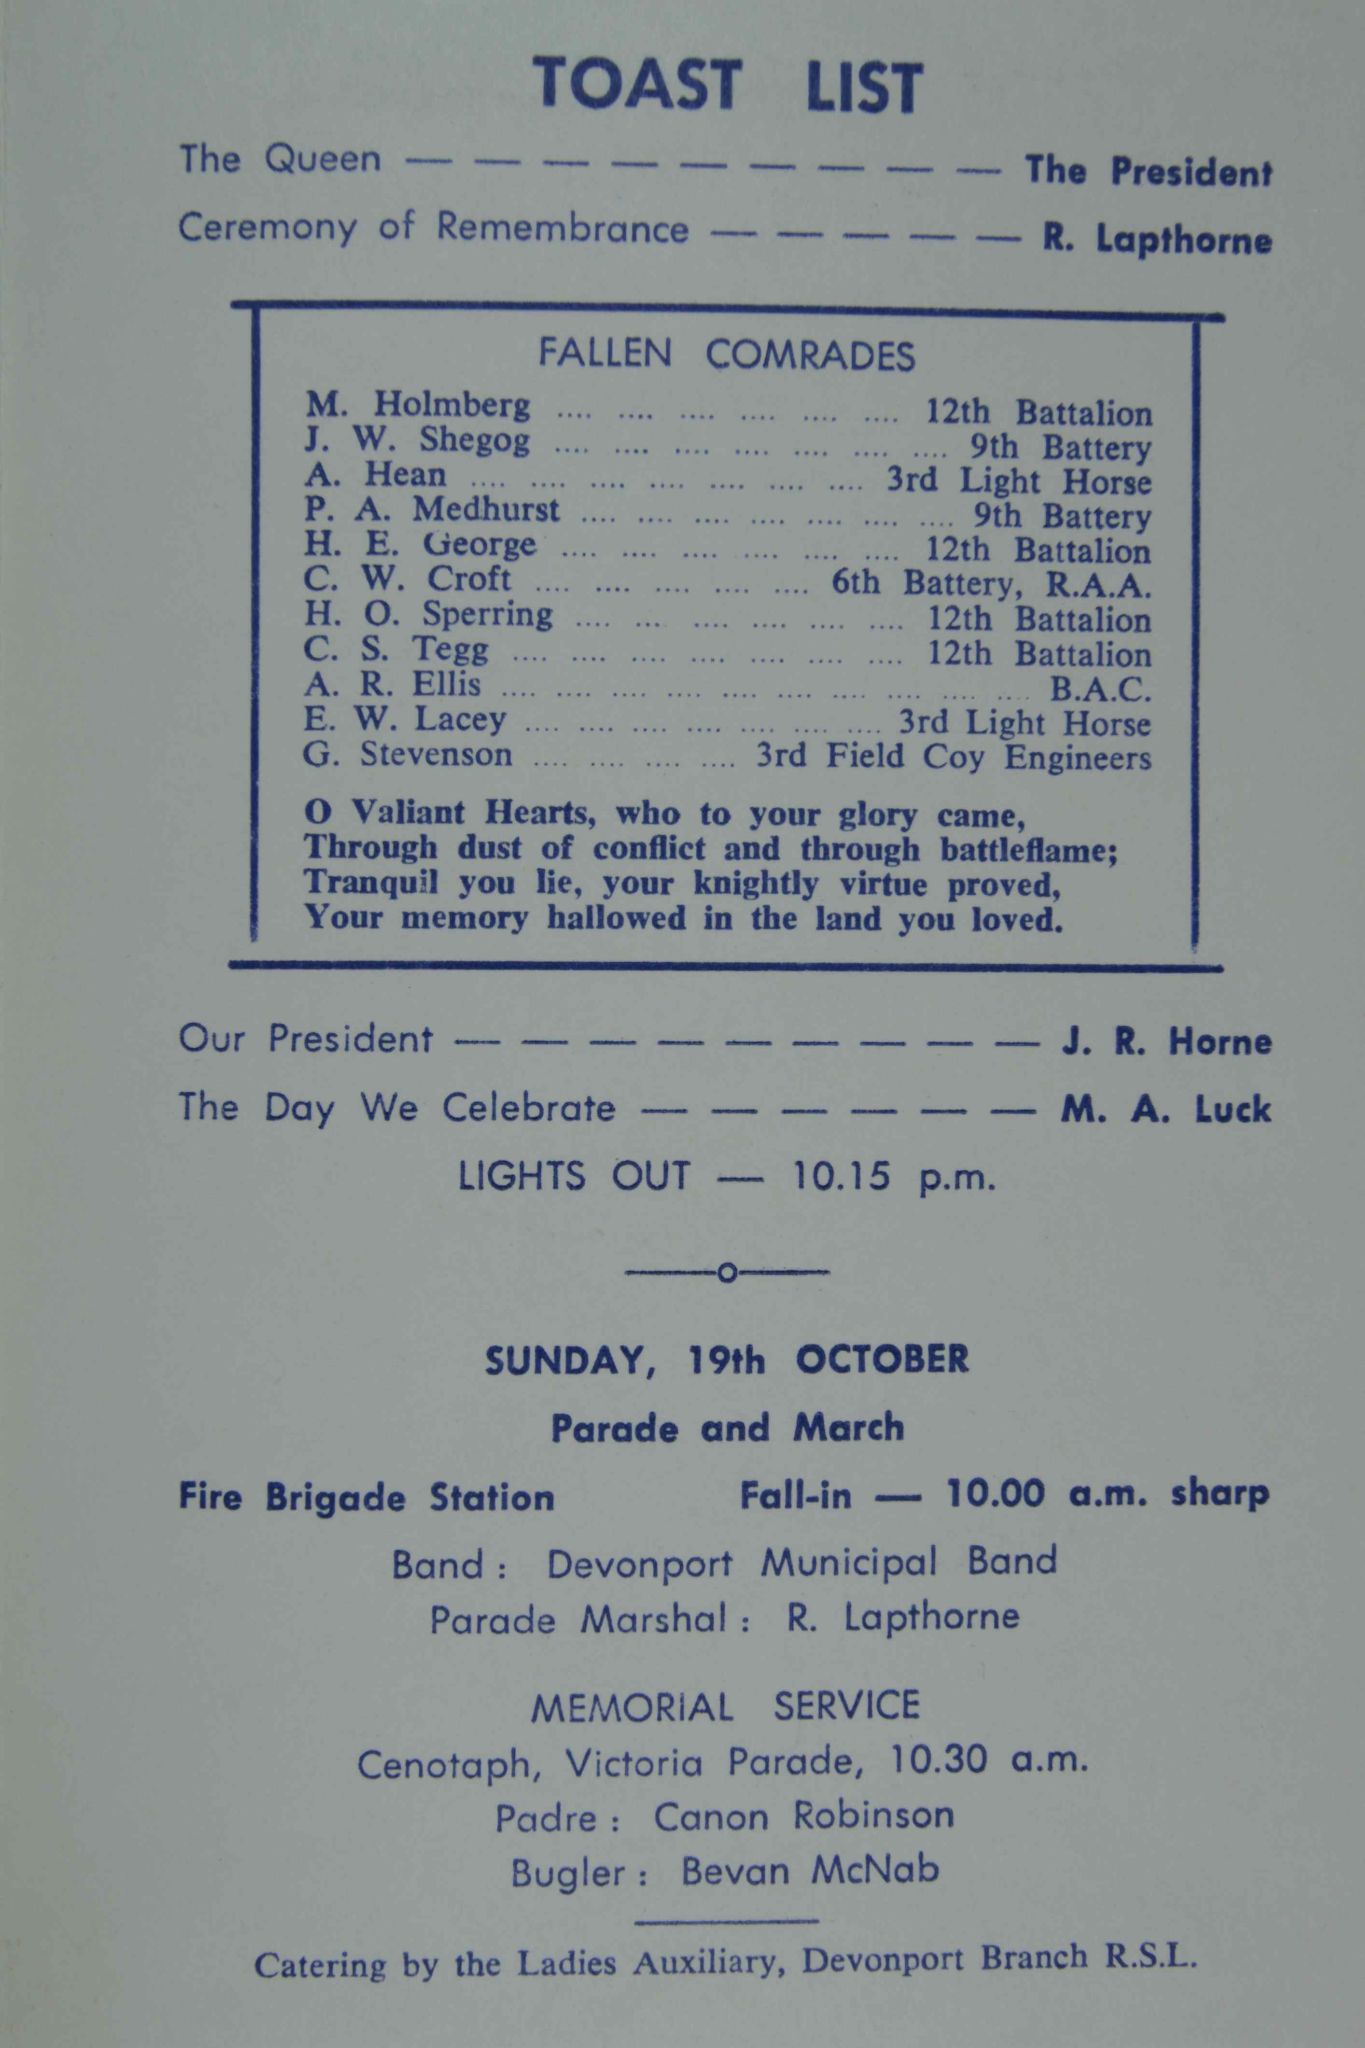 TOAST LIST
The Queen — — — — — — — — — The President
Ceremony of Remembrance — — — — — R. Lapthorne
FALLEN COMRADES
M. Holmberg .... .... .... .... .... .... 12th Battalion
J. W. Shegog .... .... .... .... .... .... .... 9th Battery
A. Hean .... .... .... .... .... .... .... 3rd Light Horse
P. A. Medhurst .... .... .... .... .... .... .... 9th Battery
H. E. George .... .... .... .... .... .... 12th Battalion
C. W. Croft .... .... .... .... .... 6th Battery, R.A.A.
H. O. Sperring .... ... .... .... .... .... 12th Battalion
C. S. Tegg .... .... .... .... .... .... .... 12th Battalion
A. R. Ellis .... .... .... .... .... .... .... .... .... .... B.A.C.
E. W. Lacey .... .... .... .... .... .... .... 3rd Light Horse
G. Stevenson .... .... .... .... 3rd Field Coy Engineers
O Valiant Hearts, who to your glory came,
Through dust of conflict and through battleflame;
Tranquil you lie, your knightly virtue proved,
Your memory hallowed in the land you loved.
Our President — — — — — — — — — J. R. Horne
The Day We Celebrate — — — — — — M. A. Luck
LIGHTS OUT — 10.15 p.m.
SUNDAY, 19th OCTOBER
Parade and March
Fire Brigade Station Fall-in — 10.00 a.m. sharp
Band : Devonport Municipal Band
Parade Marshal : R. Lapthorne
MEMORIAL SERVICE
Cenotaph, Victoria Parade, 10.30 a.m.
Padre : Canon Robinson
Bugler : Bevan McNab
Catering by the Ladies Auxiliary, Devonport Branch R.S.L.